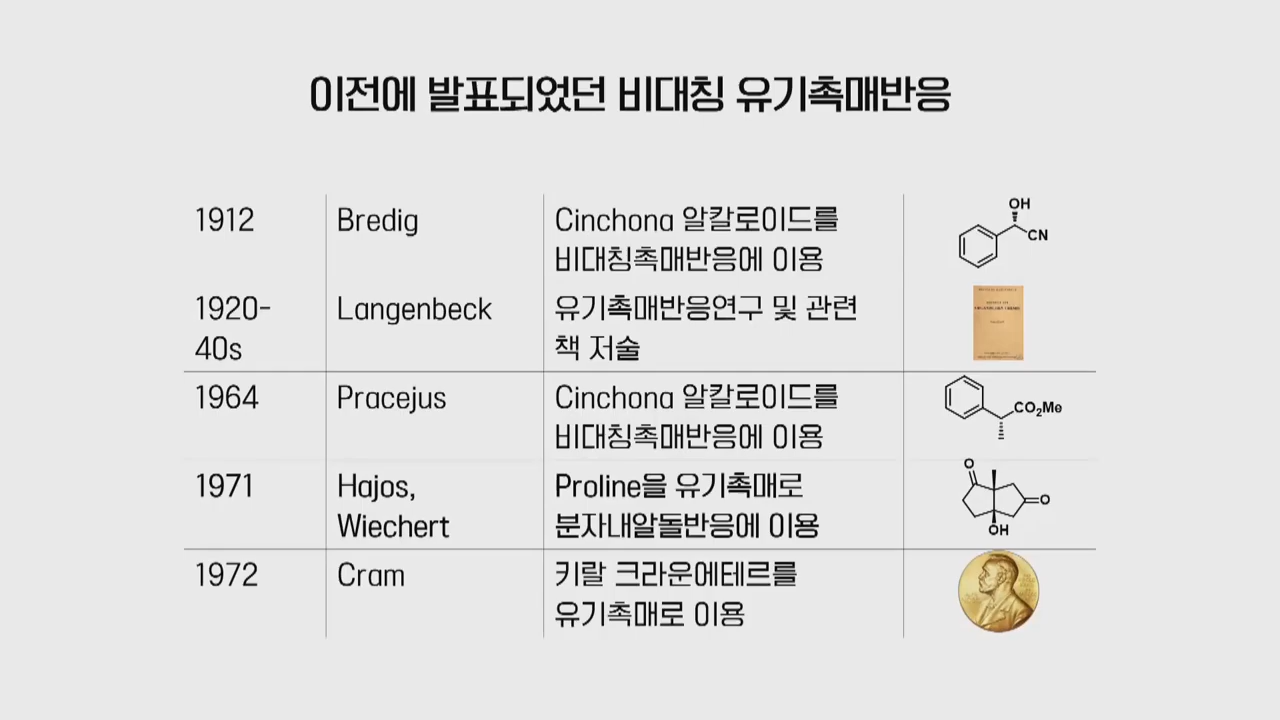 이전에 발표되었던 비대칭 유기촉매반응
1912
Bredig
Cinchona 알칼로이드를
비대칭촉매반응에 이용
OH
CN
1920-
40s
Langenbeck
유기촉매반응연구 및 관련
책 저술
1964
Pracejus
Cinchona 알칼로이드를
비대칭촉매반응에 이용
CO2Me
1971
Hajos,
Wiechert
Proline을 유기촉매로
분자내알돌반응에 이용
O
O
OH
1972
Cram
키랄 크라운에테르를
유기촉매로 이용